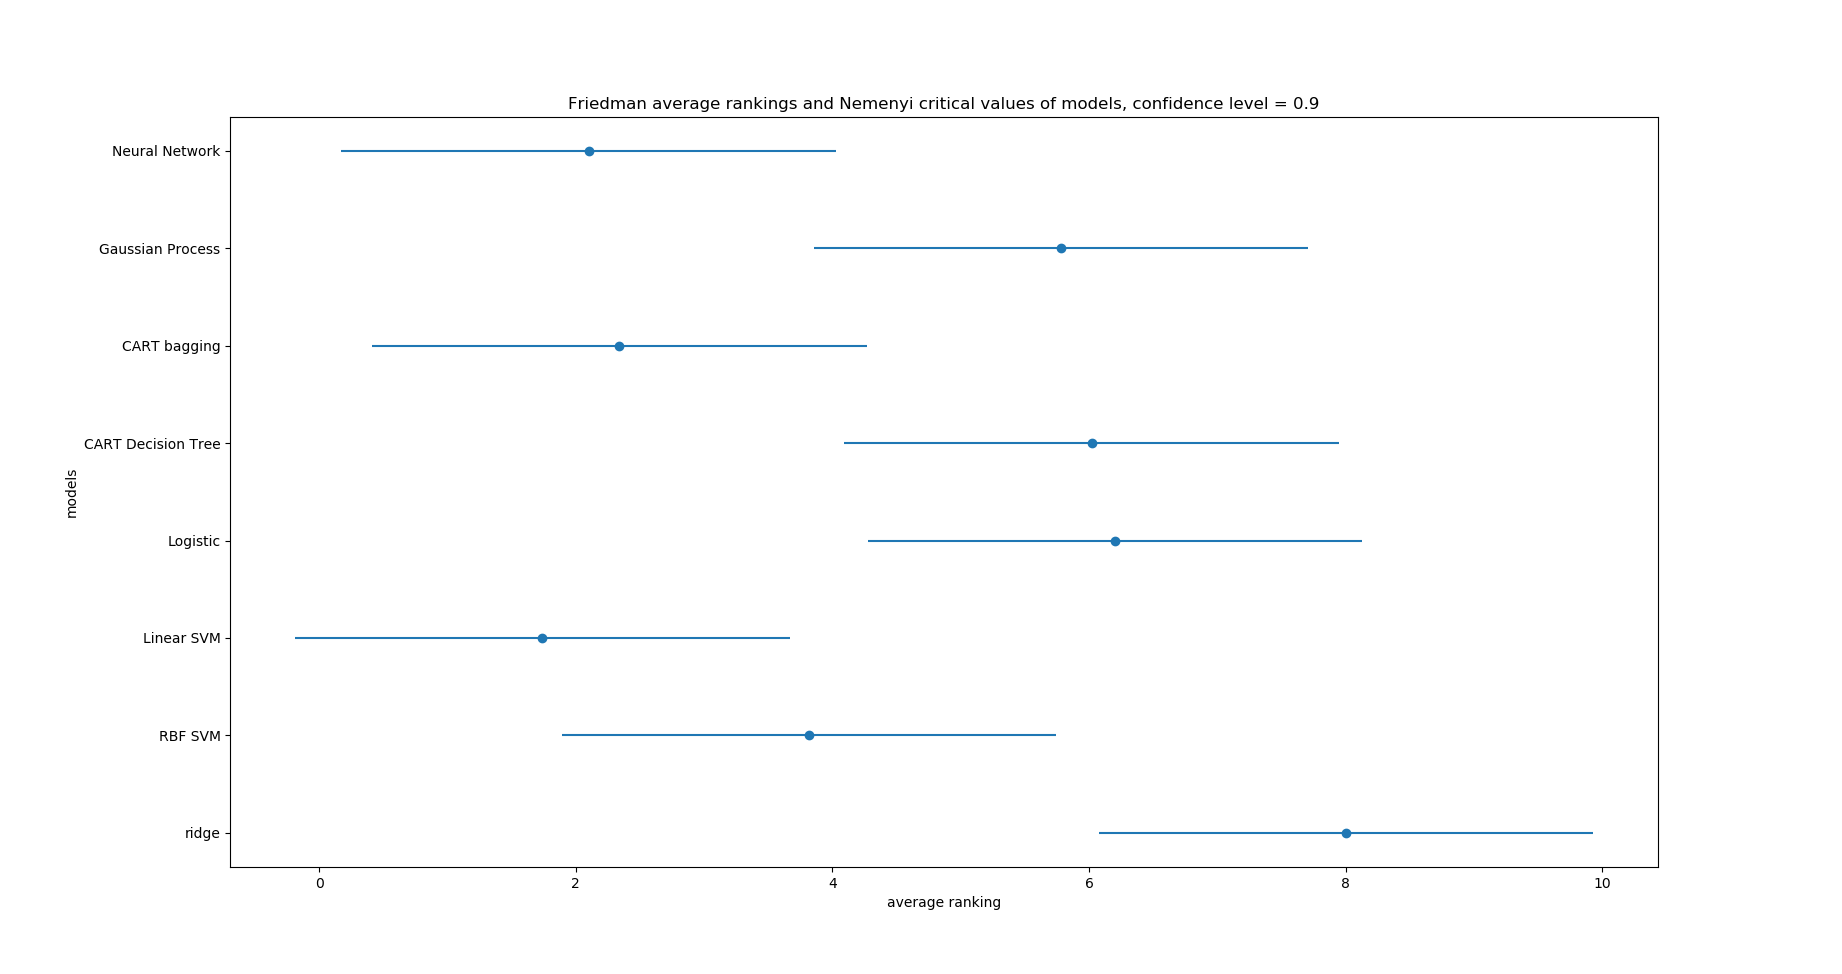 Friedman average rankings and Nemenyi critical values of models, confidence level = 0.9
Neural Network
Gaussian Process
CART bagging
CART Decision Tree
models
Logistic
Linear SVM
RBF SVM
ridge
0 2 4 6 8 10
average ranking